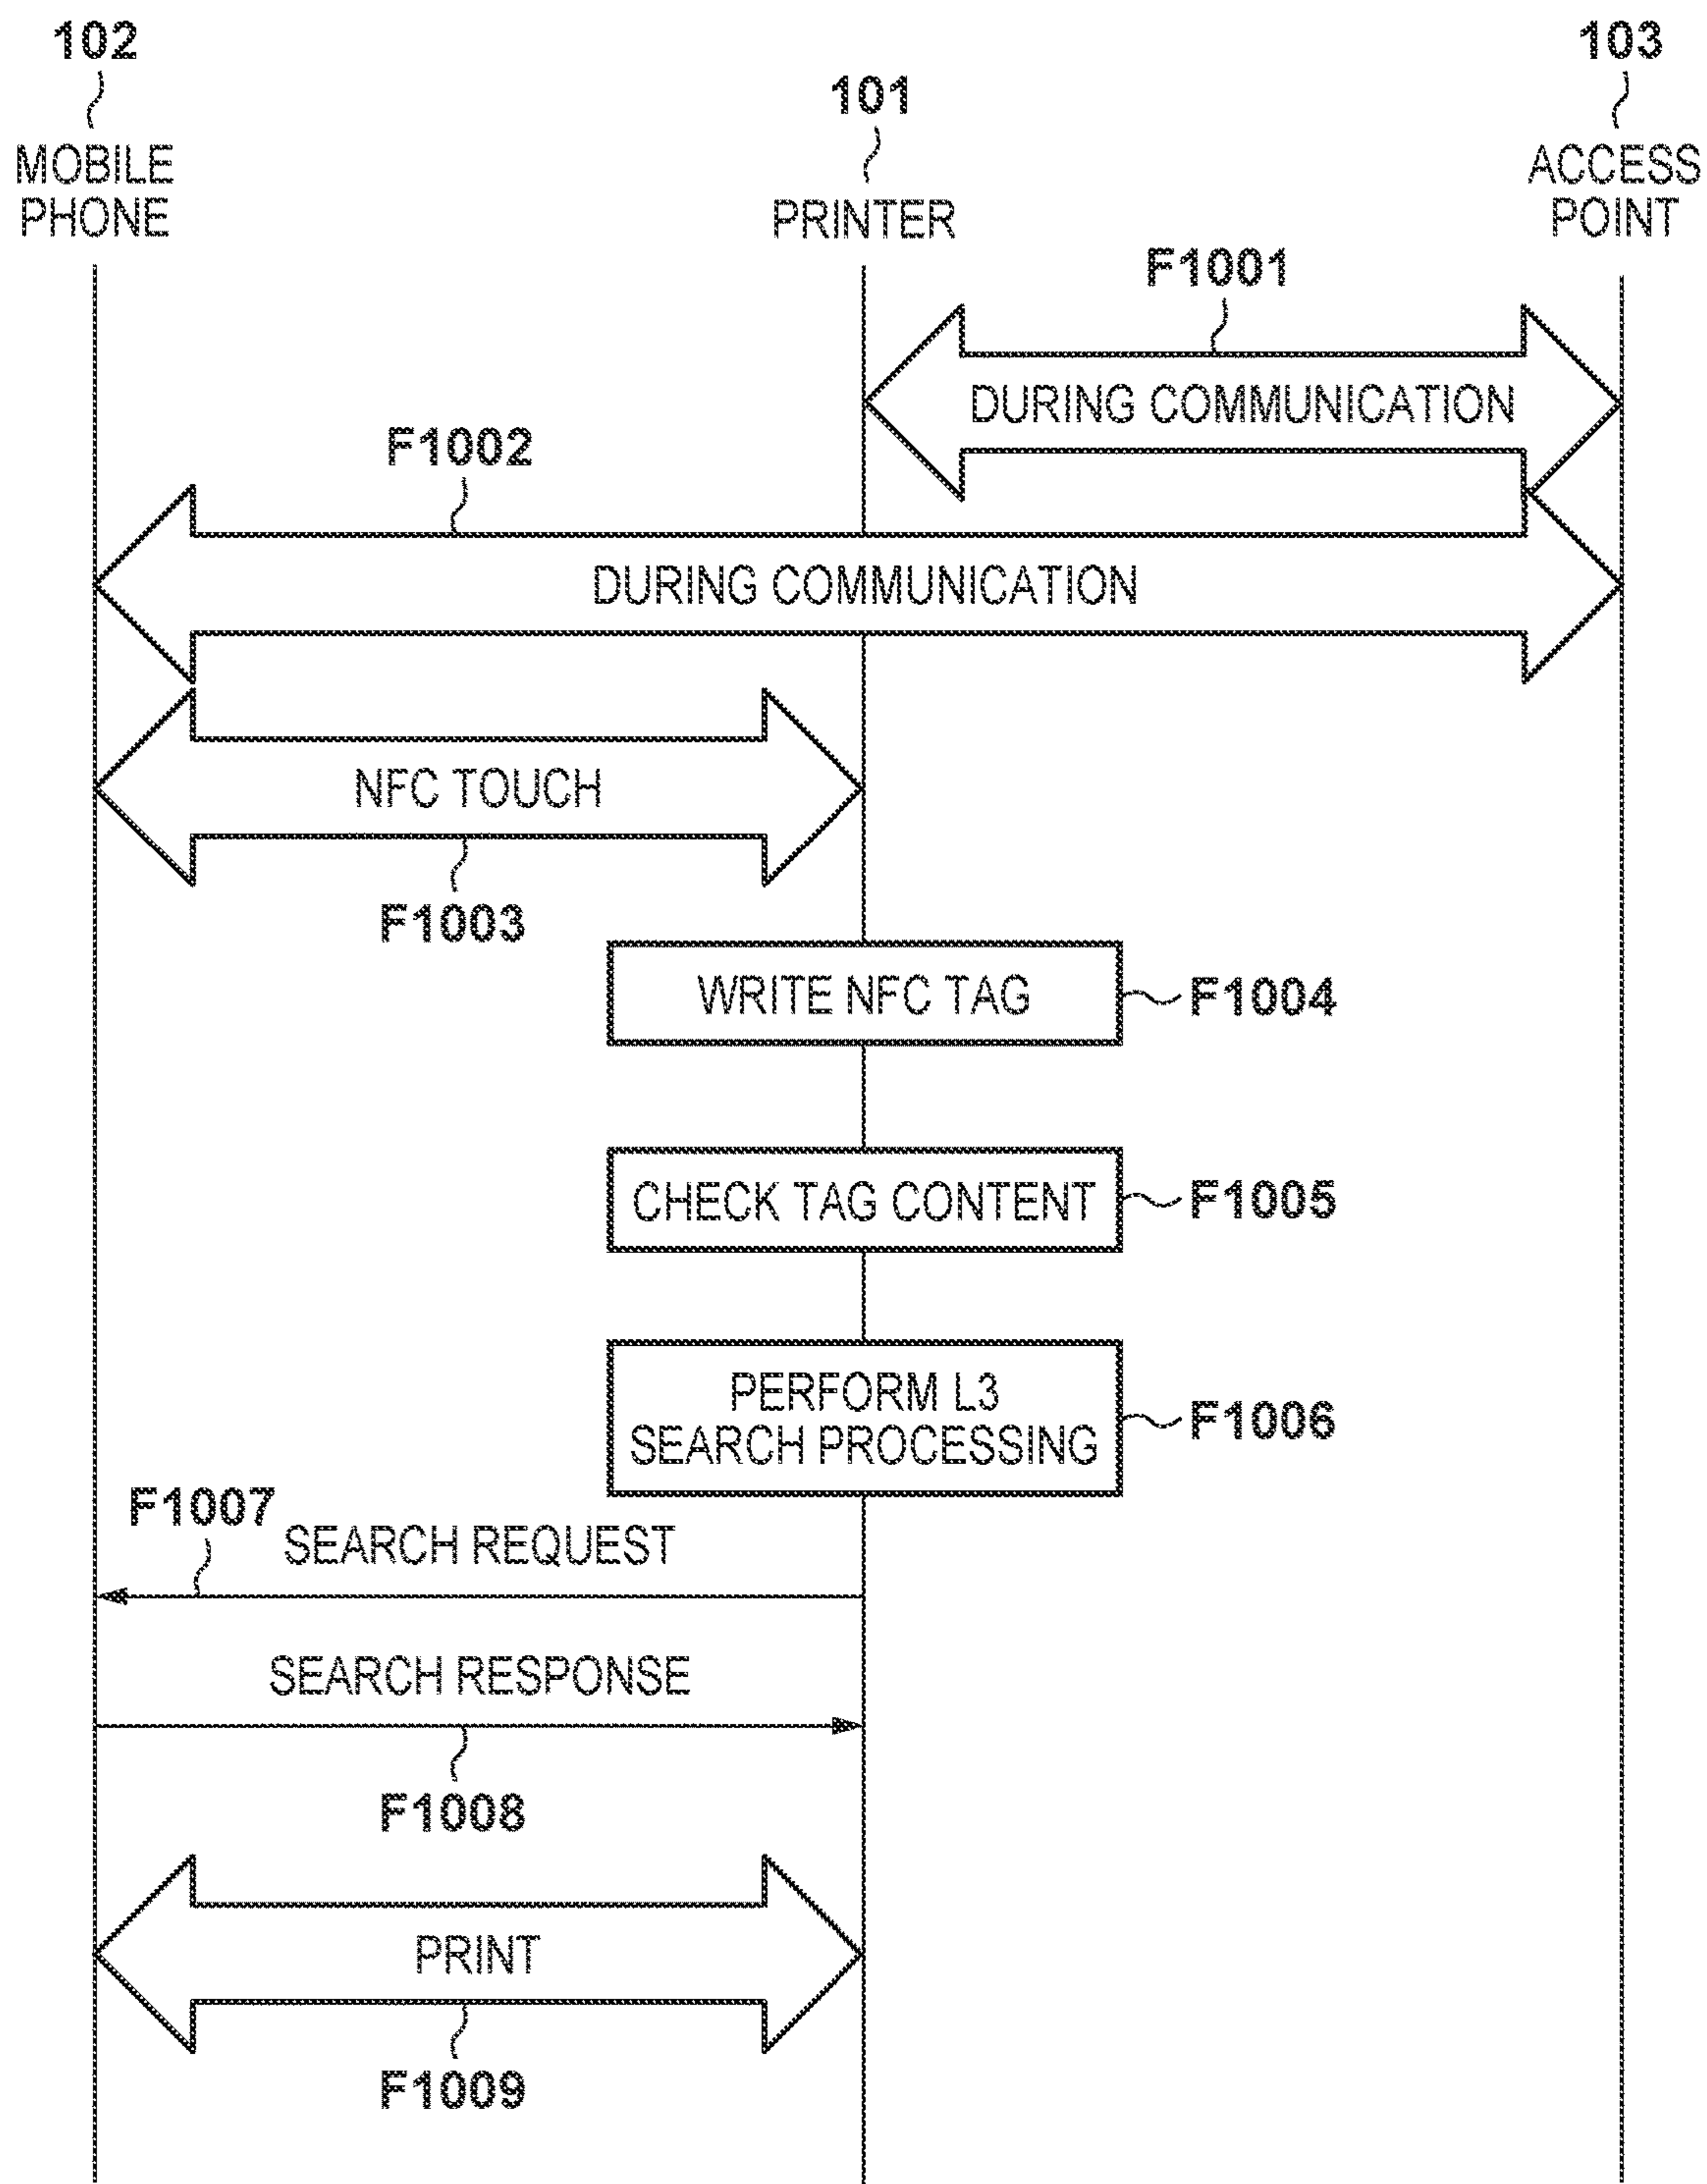 102
MOBILE
PHONE
101
PRINTER
103
ACCESS
POINT
F1001
DURING COMMUNICATION
F1002
DURING COMMUNICATION
NFC TOUCH
F1003
WRITE NFC TAG
F1004
CHECK TAG CONTENT
F1005
PERFORM L3
SEARCH PROCESSING
F1006
F1007
SEARCH REQUEST
SEARCH RESPONSE
F1008
PRINT
F1009